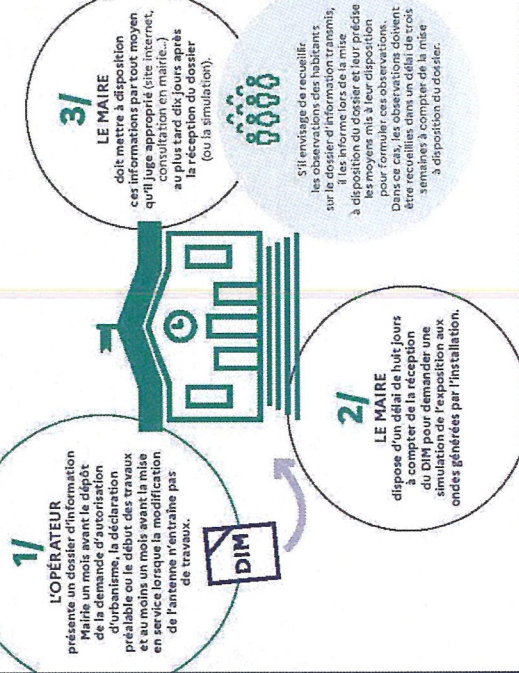 1/
L'OPÉRATEUR
présente un dossier d'information
Mairie un mois avant le dépôt
de la demande d'autorisation
d'urbanisme, la déclaration
préalable ou le début des travaux
et au moins un mois avant la mise
en service lorsque la modification
de l'antenne n'entraîne pas
de travaux.
DIM
2/
LE MAIRE
dispose d'un délai de huit jours
à compter de la réception
du DIM pour demander une
simulation de l'exposition aux
ondes générées par l'installation.
3/
LE MAIRE
doit mettre à disposition
ces informations par tout moyen
qu'il juge approprié (site internet,
consultation en mairie...)
au plus tard dix jours après
la réception du dossier
(ou la simulation).
S'il envisage de recueillir
les observations des habitants
sur le dossier d'information transmis,
il les informe lors de la mise
à disposition du dossier et leur précise
les moyens mis à leur disposition
pour formuler ces observations.
Dans ce cas, les observations doivent
être recueillies dans un délai de trois
semaines à compter de la mise
à disposition du dossier.